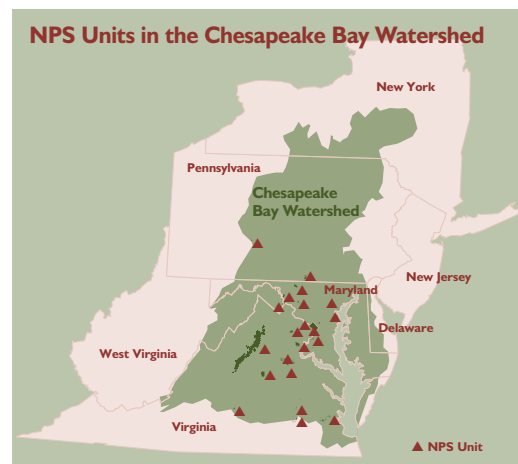 NPS Units in the Chesapeake Bay Watershed
New York
Pennsylvania
Chesapeake
Bay Watershed
New Jersey
Maryland
Delaware
West Virginia
Virginia
NPS Unit